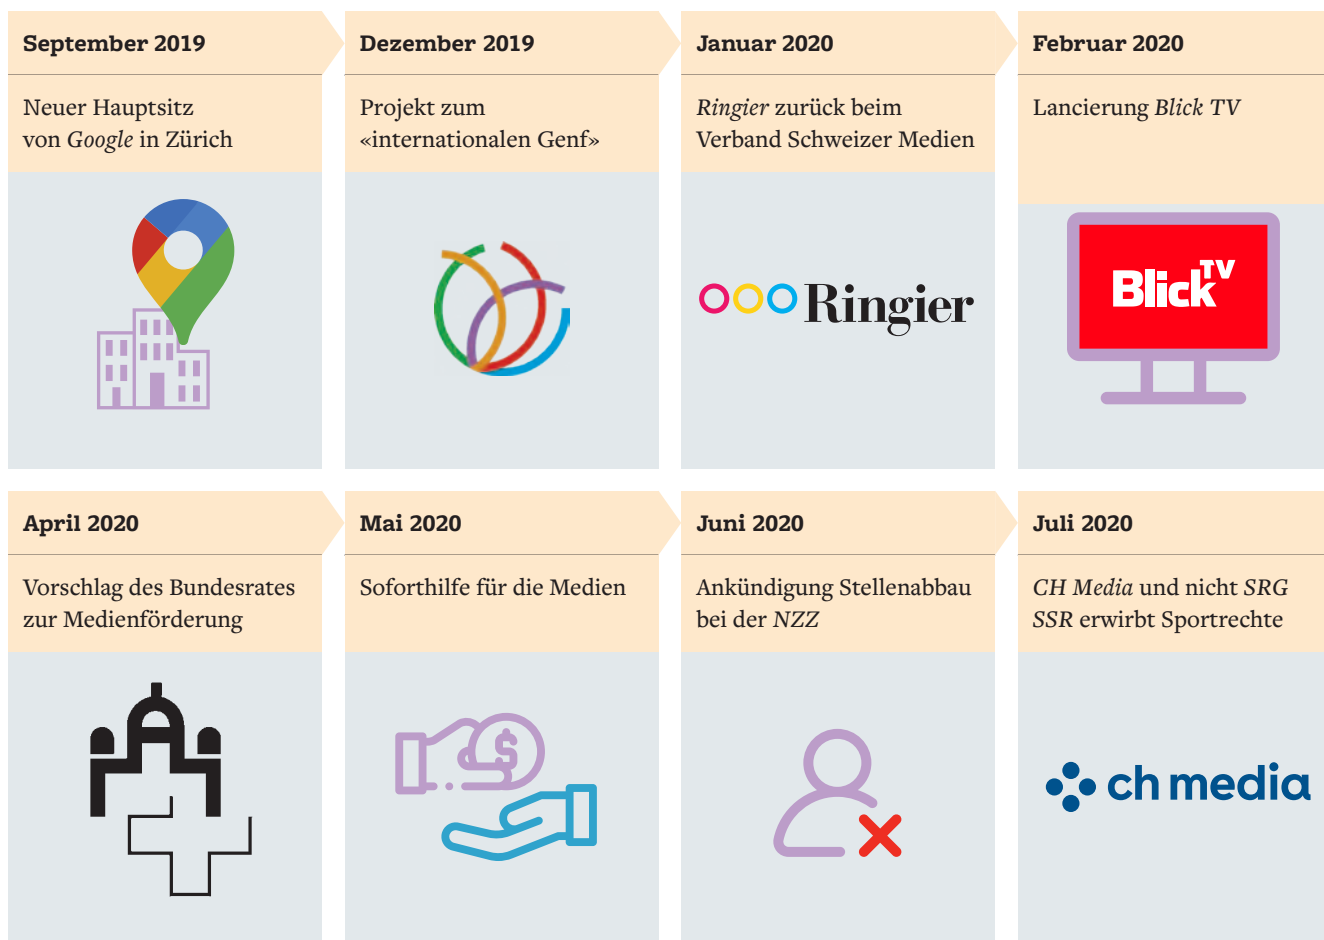 September 2019
Neuer Hauptsitz
von Google in Zürich
Dezember 2019
Projekt zum
«internationalen Genf»
Januar 2020
Ringier zurück beim
Verband Schweizer Medien
Ringier
Februar 2020
Lancierung Blick TV
Blick TV
April 2020
Vorschlag des Bundesrates
zur Medienförderung
Mai 2020
Soforthilfe für die Medien
$
Juni 2020
Ankündigung Stellenabbau
bei der NZZ
Juli 2020
CH Media und nicht SRG
SSR erwirbt Sportrechte
ch media